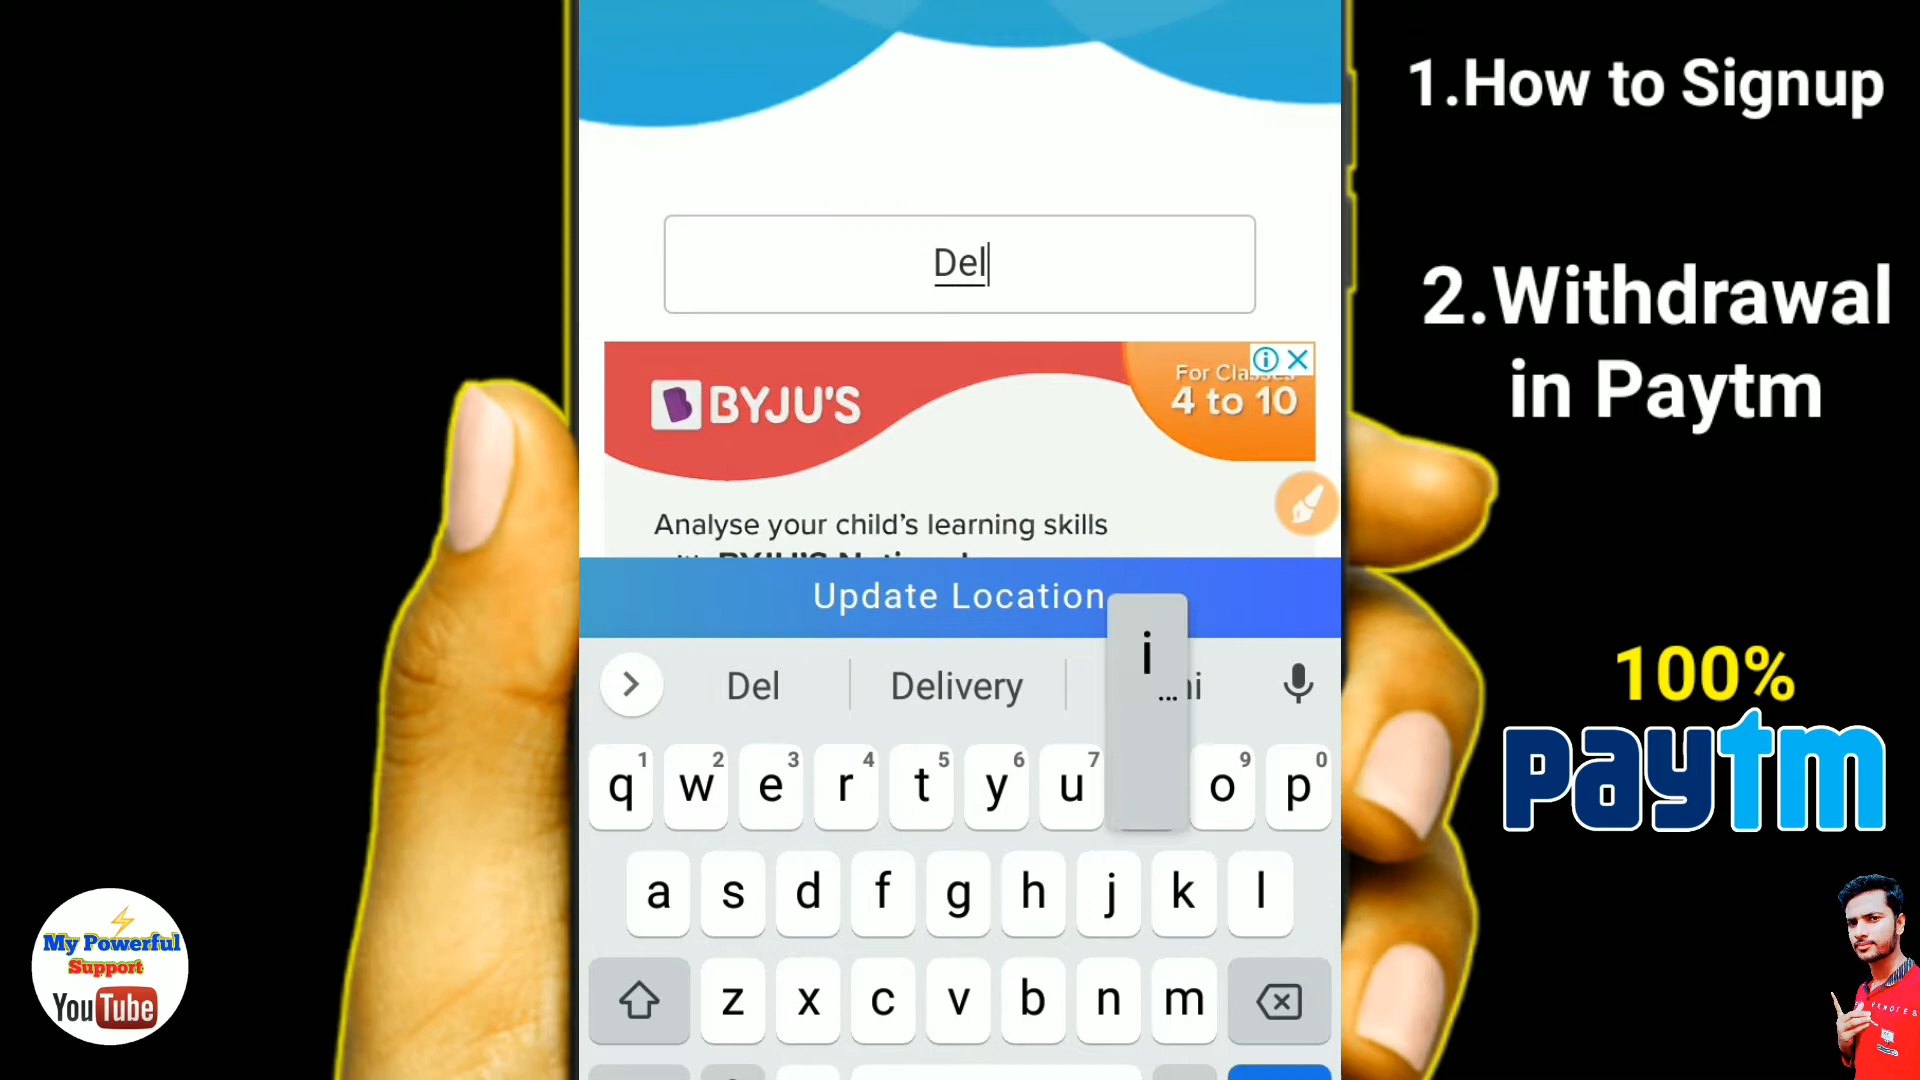 1.How to Signup
2.Withdrawal
in Paytm
100%
paytm
Del
BYJU'S
4 to 10
For
Analyse your child's learning skills
Update Location
Del Delivery
i
...
q w e r t y u o p
1 2 3 4 5 6 7 9 0
a s d f g h j k l
z x c v b n m
My Powerful
Support
YouTube